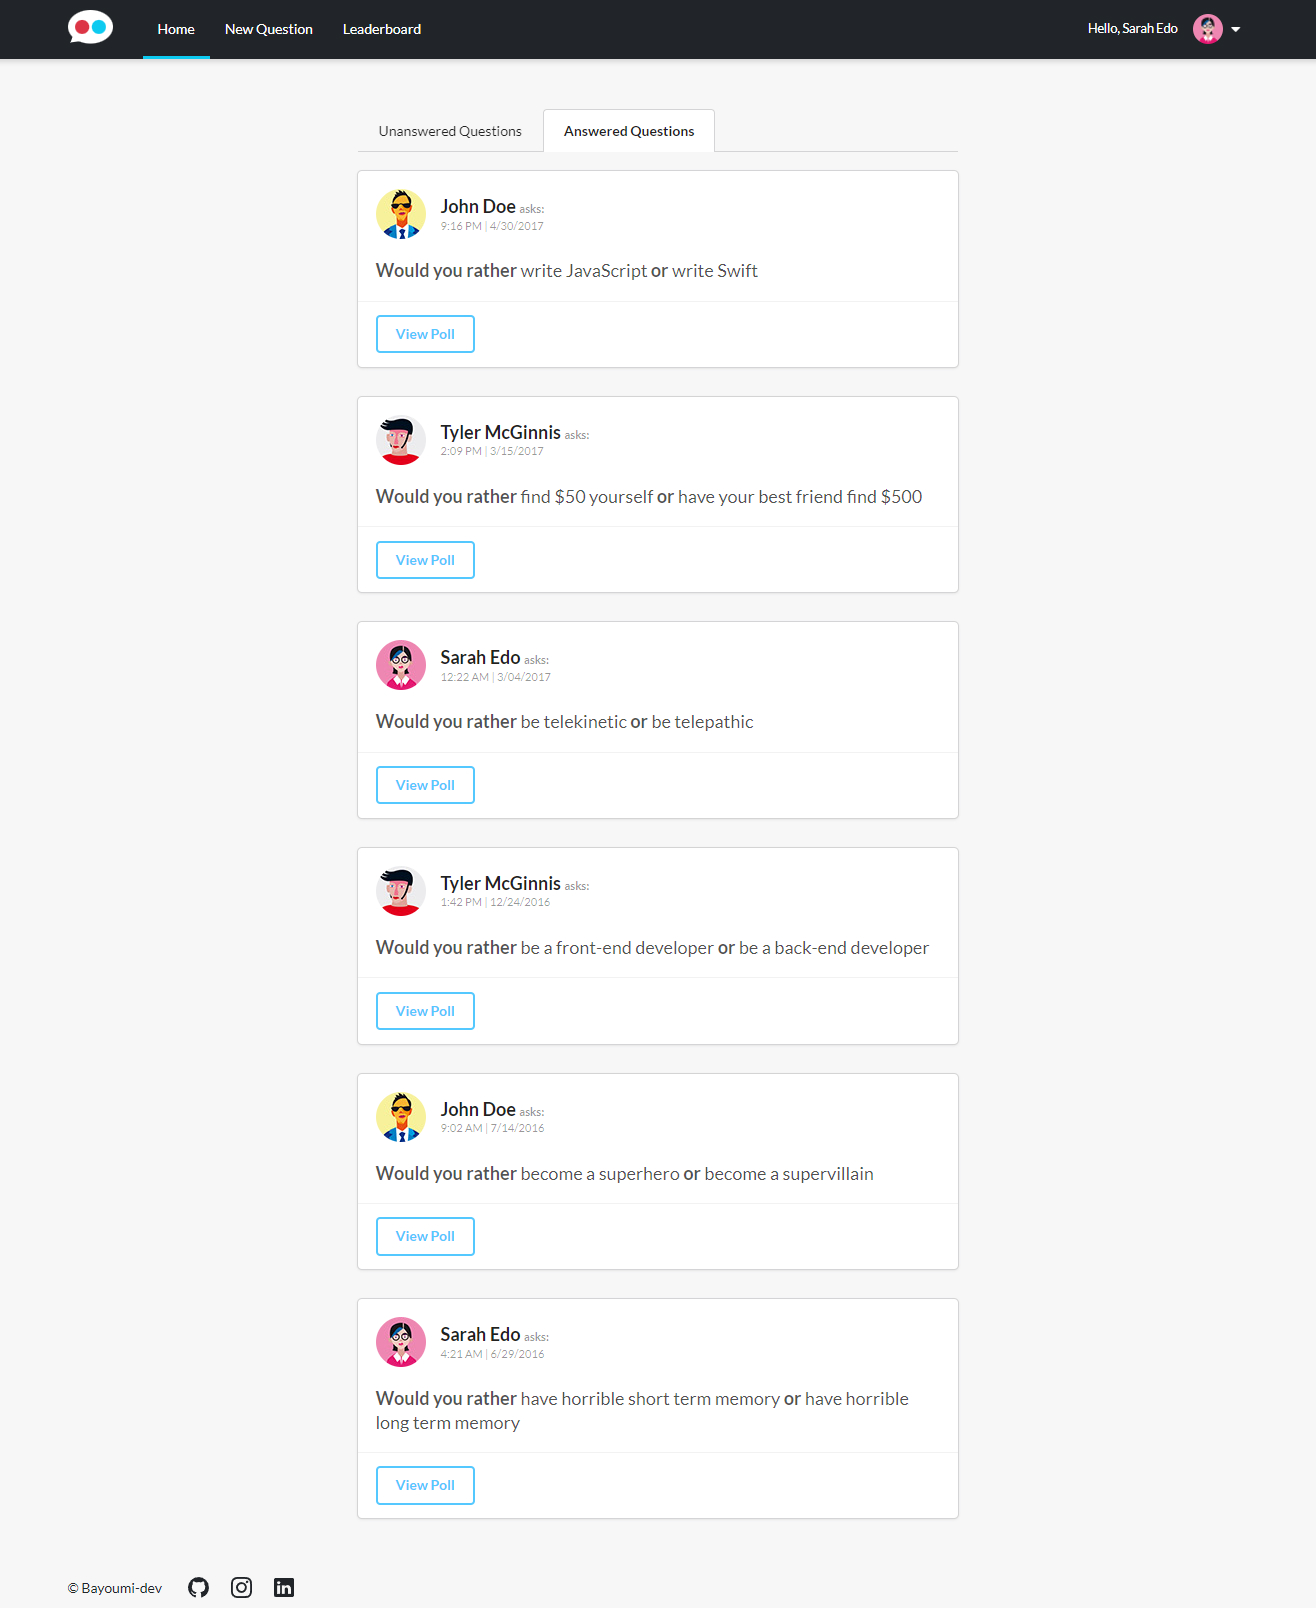 Home New Question Leaderboard Hello, Sarah Edo
Unanswered Questions Answered Questions
John Doe asks:
9:16 PM | 4/30/2017
Would you rather write JavaScript or write Swift
View Poll
Tyler McGinnis asks:
2:09 PM | 3/15/2017
Would you rather find $50 yourself or have your best friend find $500
View Poll
Sarah Edo asks:
12:22 AM | 3/04/2017
Would you rather be telekinetic or be telepathic
View Poll
Tyler McGinnis asks:
1:42 PM | 12/24/2016
Would you rather be a front-end developer or be a back-end developer
View Poll
John Doe asks:
9:02 AM | 7/14/2016
Would you rather become a superhero or become a supervillain
View Poll
Sarah Edo asks:
4:21 AM | 6/29/2016
Would you rather have horrible short term memory or have horrible
long term memory
View Poll
© Bayoumi-dev